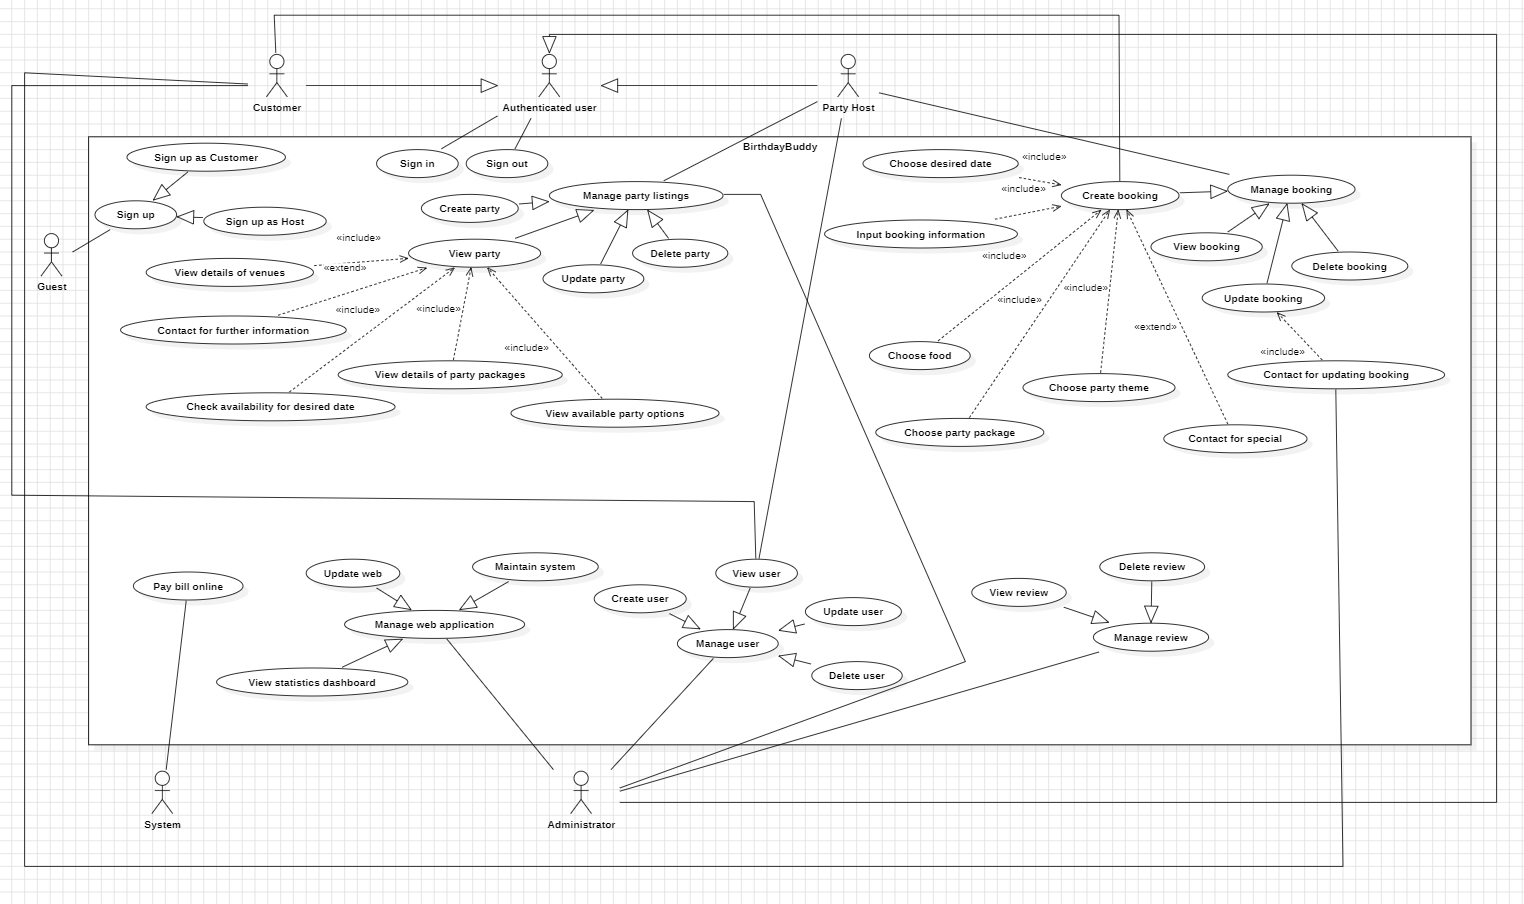 Customer
Authenticated user
Party Host
BirthdayBuddy
Sign up as Customer
Sign in
Sign out
Choose desired date
«include»
«include»
Manage party listings
Create booking
Manage booking
Create party
Sign up
Sign up as Host
Input booking information
«include»
View party
Delete party
View booking
«include»
Delete booking
View details of venues
«extend»
Update party
Guest
«include»
«include»
Update booking
«include»
«include»
«extend»
Contact for further information
«include»
«include»
Choose food
View details of party packages
Contact for updating booking
Choose party theme
Check availability for desired date
View available party options
Choose party package
Contact for special
Maintain system
Delete review
Update web
View user
Pay bill online
View review
Create user
Update user
Manage web application
Manage review
Manage user
Delete user
View statistics dashboard
System
Administrator